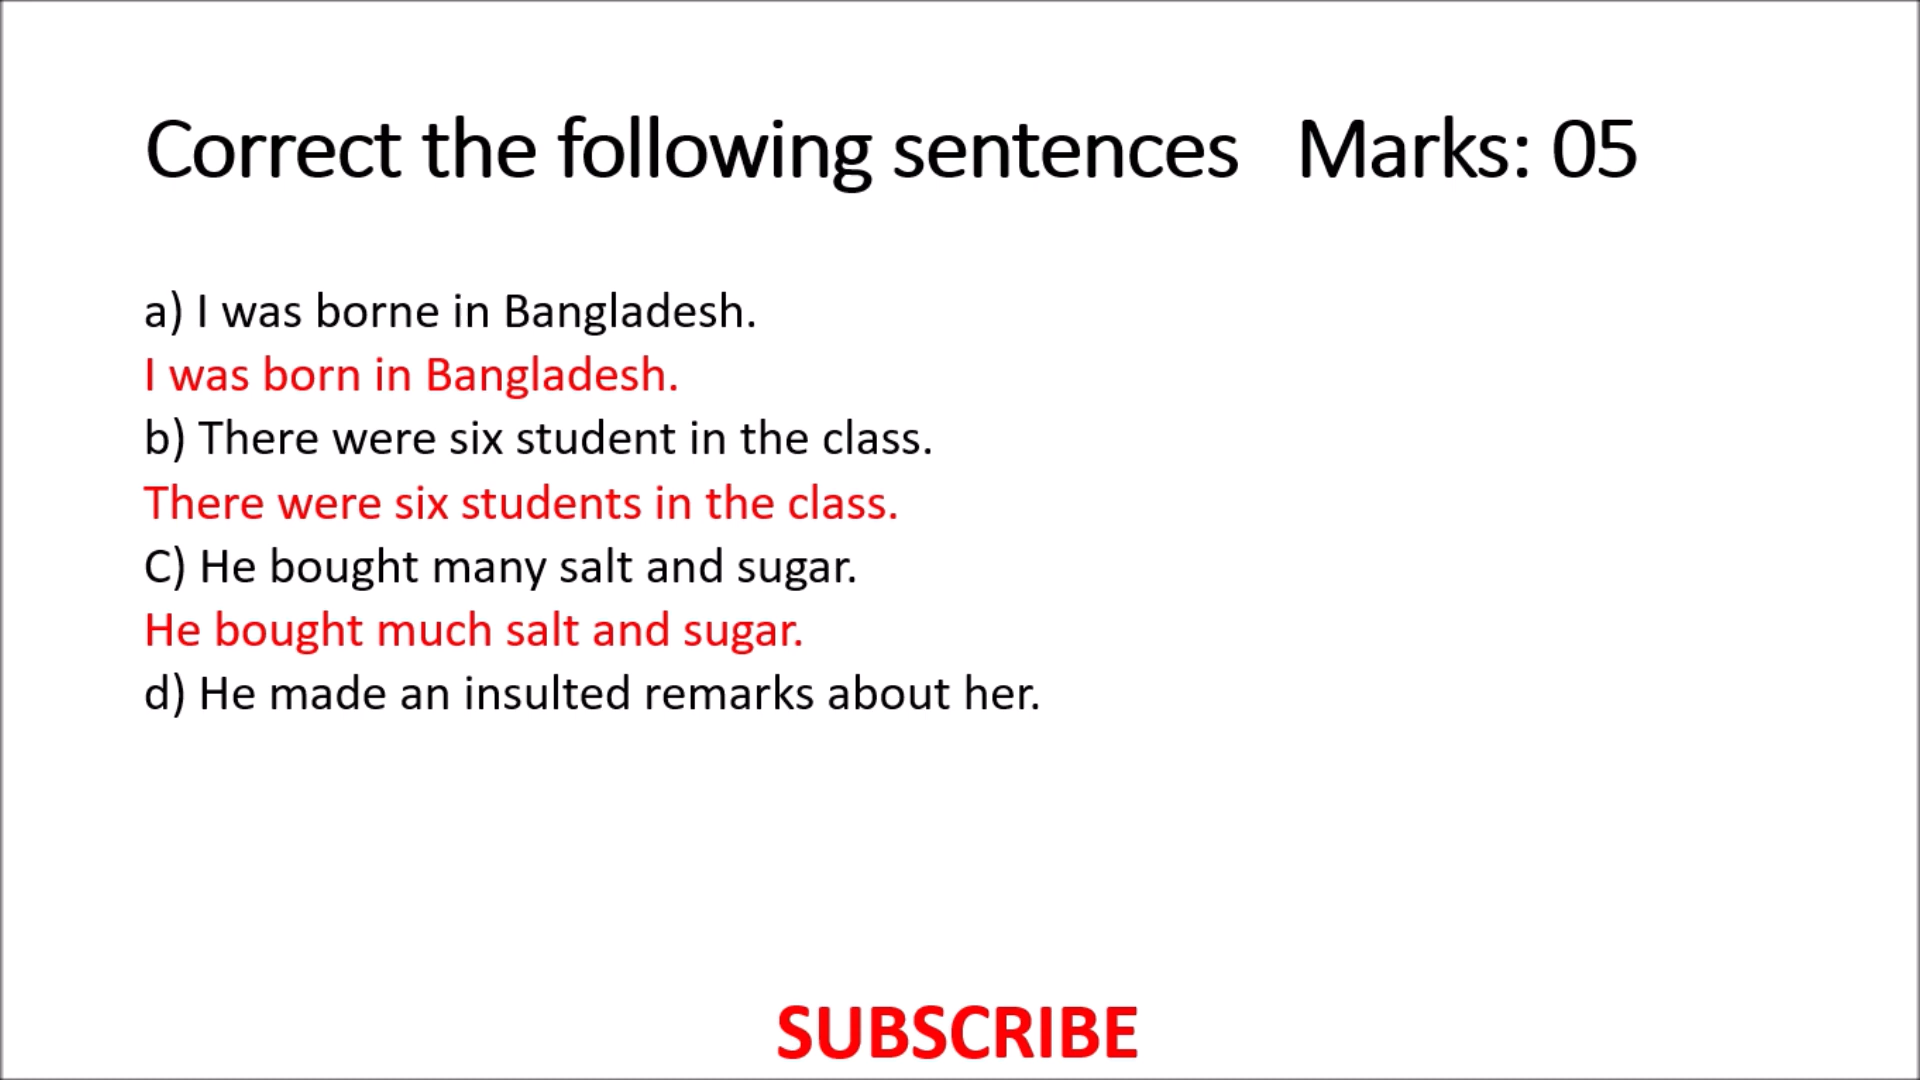 Correct the following sentences Marks: 05
a) I was borne in Bangladesh.
I was born in Bangladesh.
b) There were six student in the class.
There were six students in the class.
C) He bought many salt and sugar.
He bought much salt and sugar.
d) He made an insulted remarks about her.
SUBSCRIBE